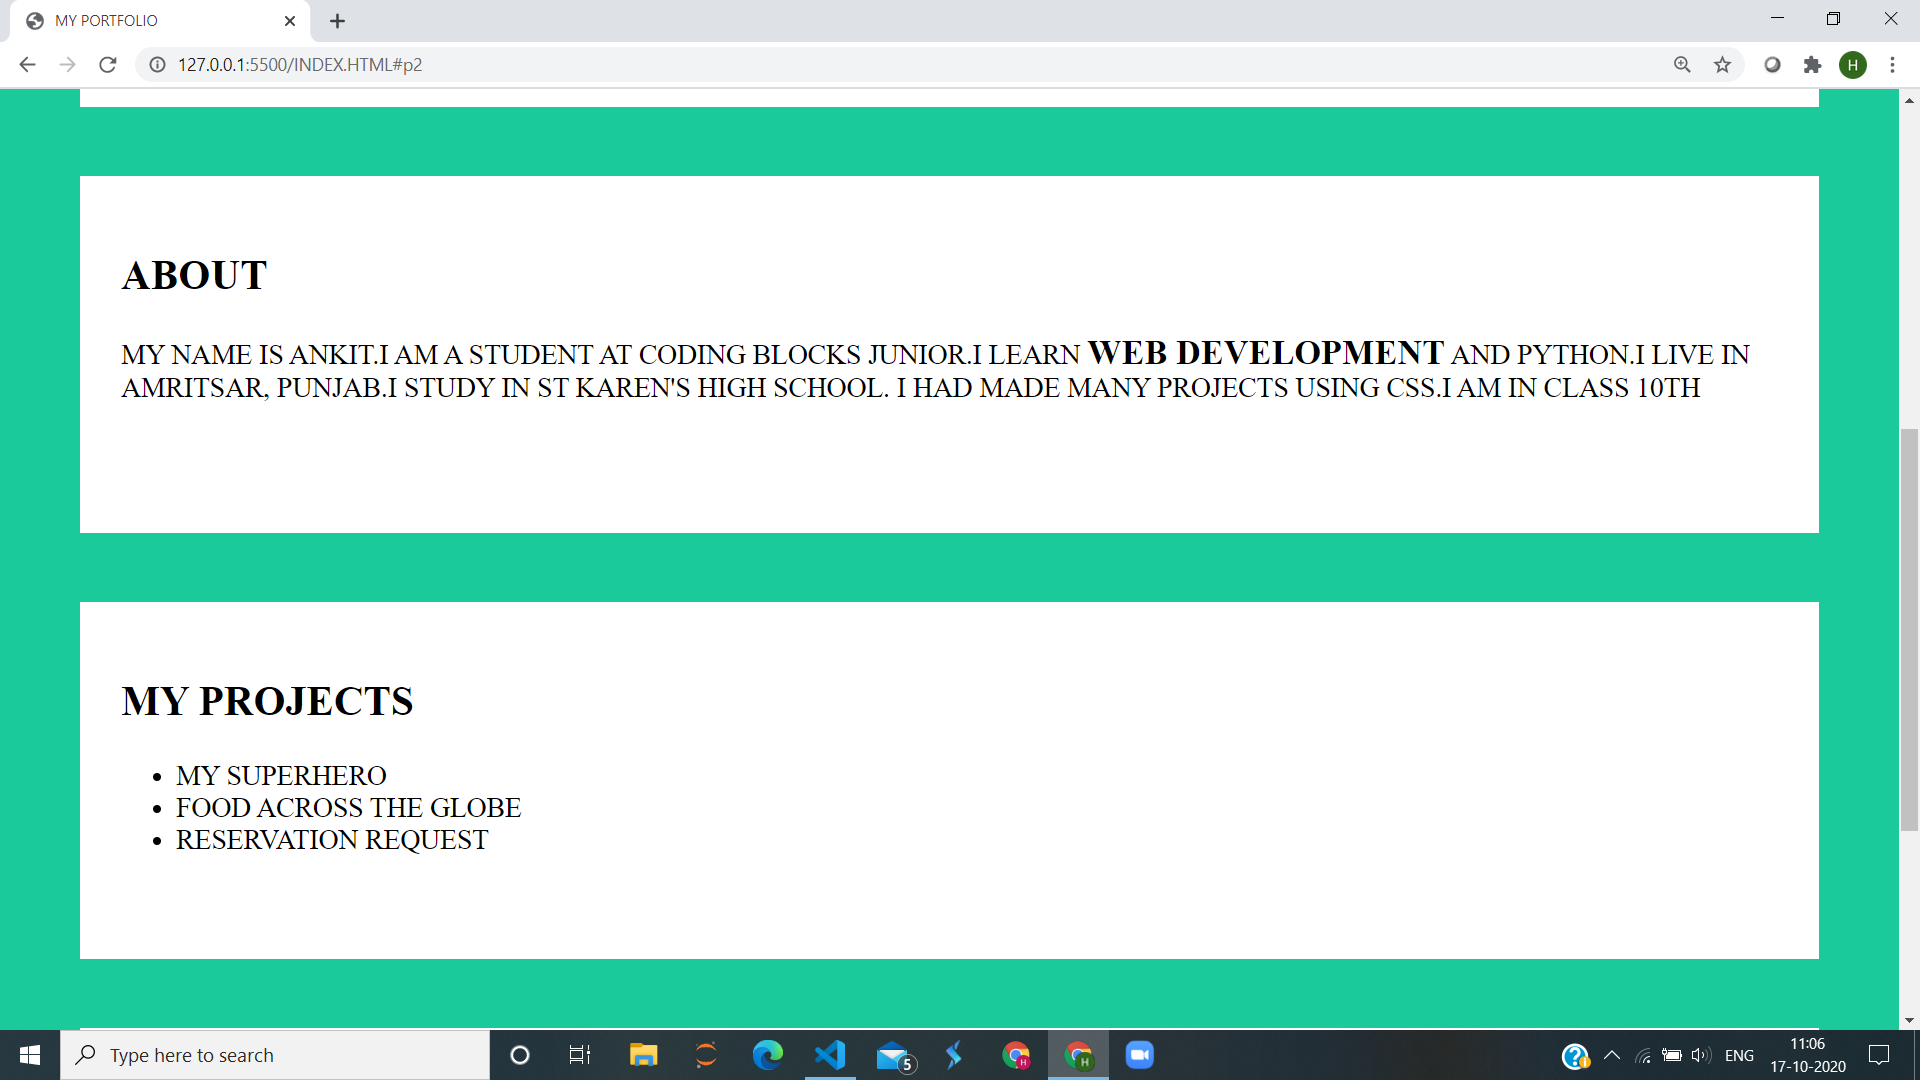 MY PORTFOLIO
127.0.0.1:5500/INDEX.HTML#p2
H
ABOUT
MY NAME IS ANKIT.I AM A STUDENT AT CODING BLOCKS JUNIOR.I LEARN WEB DEVELOPMENT AND PYTHON.I LIVE IN
AMRITSAR, PUNJAB.I STUDY IN ST KAREN'S HIGH SCHOOL. I HAD MADE MANY PROJECTS USING CSS.I AM IN CLASS 10TH
MY PROJECTS
• MY SUPERHERO
• FOOD ACROSS THE GLOBE
• RESERVATION REQUEST
Type here to search
5
H
H
ENG
11:06
17-10-2020